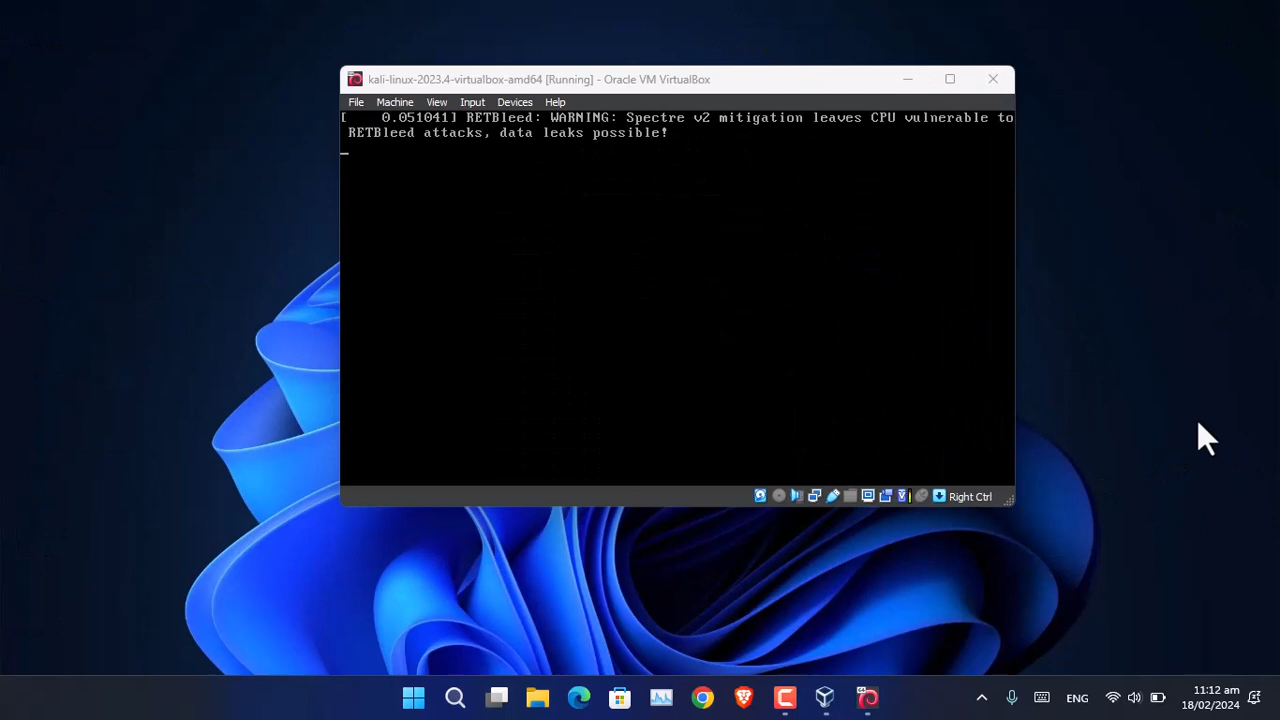 kali-linux-2023.4-virtualbox-amd64 [Running] - Oracle VM VirtualBox
File Machine View Input Devices Help
[    0.051041] RETBleed: WARNING: Spectre v2 mitigation leaves CPU vulnerable to
RETBleed attacks, data leaks possible!
Right Ctrl
ENG
11:12 am
18/02/2024